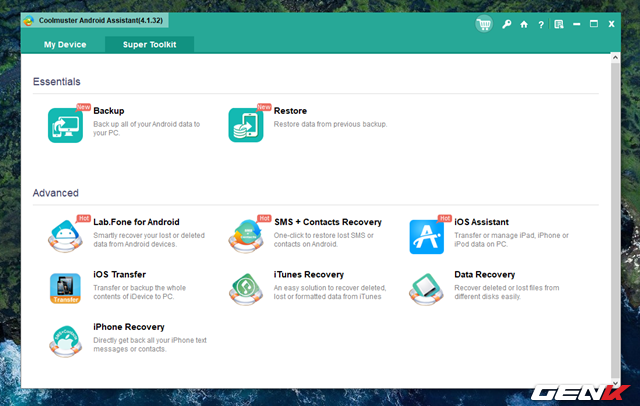 Coolmuster Android Assistant(4.1.32)
My Device
Super Toolkit
Essentials
New
Backup
Back up all of your Android data to
your PC.
New
Restore
Restore data from previous backup.
Advanced
Hot
Lab.Fone for Android
Smartly recover your lost or deleted
data from Android devices.
Hot
SMS + Contacts Recovery
One-click to restore lost SMS or
contacts on Android.
Hot
iOS Assistant
Transfer or manage iPad, iPhone or
iPod data on PC.
Transfer
iOS Transfer
Transfer or backup the whole
contents of iDevice to PC.
iTunes Recovery
An easy solution to recover deleted,
lost or formatted data from iTunes
Data Recovery
Recover deleted or lost files from
different disks easily.
iPhone Recovery
Directly get back all your iPhone text
messages or contacts.
GENK